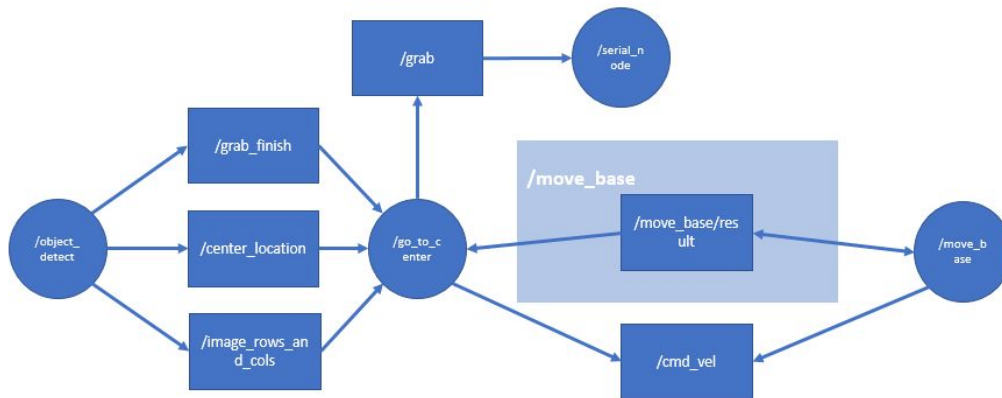 /grab
/serial_n
ode
/grab_finish
/move_base
/object_
detect
/center_location
/go_to_c
enter
/move_base/res
ult
/move_b
ase
/image_rows_an
d_cols
/cmd_vel